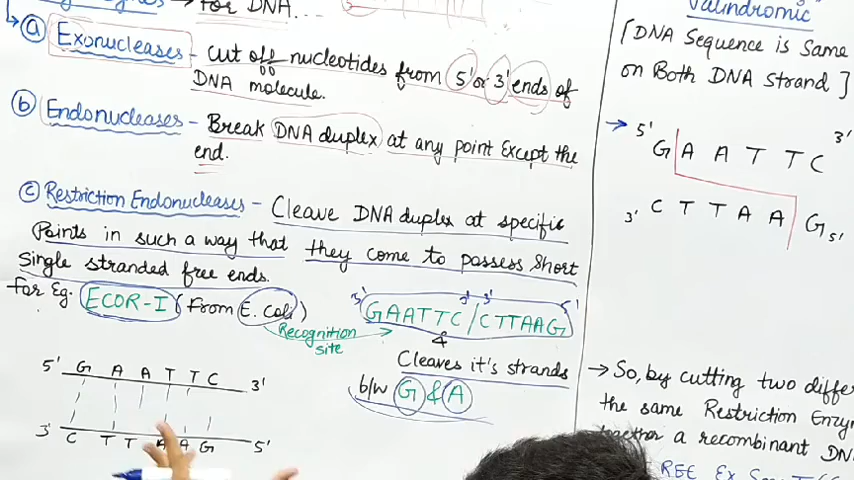 for DNA...
a Exonucleases - Cut off nucleotides from 5' or 3' ends of
DNA molecule.
b Endonucleases - Break DNA duplex at any point Except the
end.
c Restriction Endonucleases - Cleave DNA duplex at specific
Points in such a way that they come to possess short
Single stranded free ends.
for Eg. ECOR-I (From E. coli)
Recognition
site
GAATTC / CTTAAG
Cleaves it's strands
b/w G & A
5' G A A T T C 3'
3' C T T A A G 5'
Palindromic
[DNA Sequence is Same
on Both DNA Strand]
5' G A A T T C 3'
3' C T T A A G 5'
→ So, by cutting two
the same Restriction
a recombinant DN